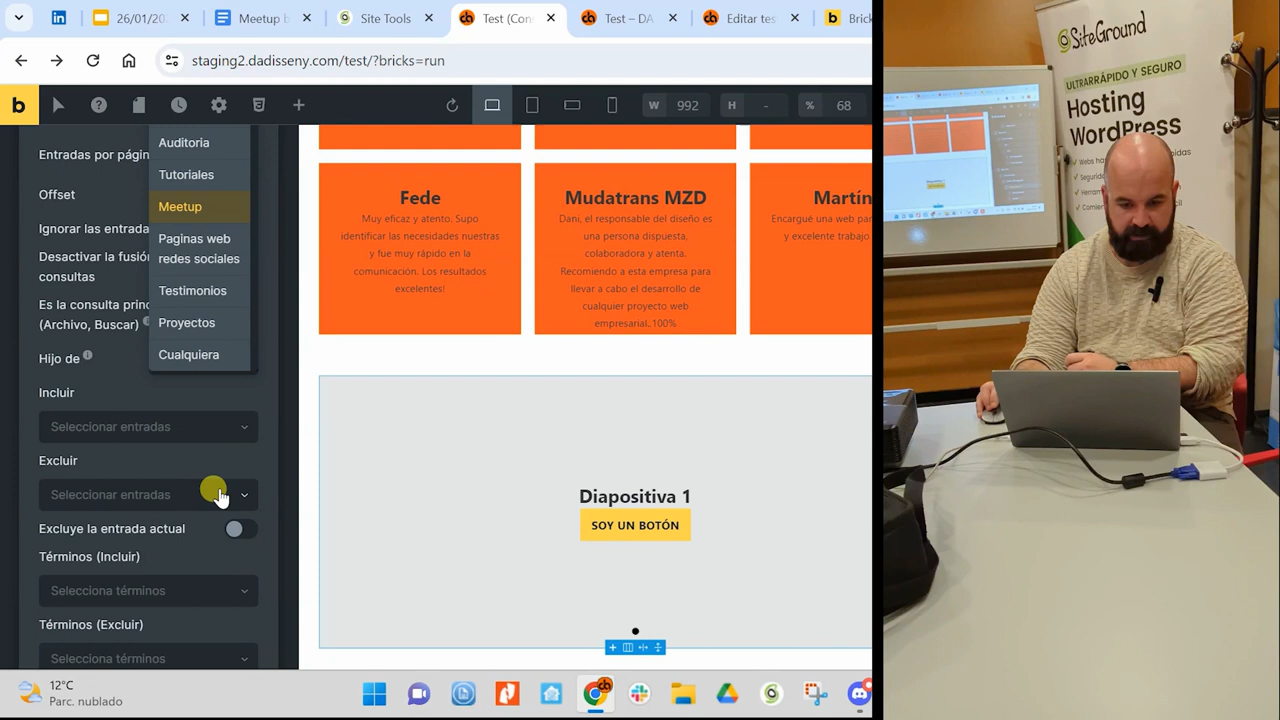 26/01/20
Meetup b
Site Tools
Test (Con
Test – DA
Editar tes
Brick
staging2.dadisseny.com/test/?bricks=run
b
W 992 H - % 68
Entradas por págin
Offset
Ignorar las entrada
Desactivar la fusió
consultas
Es la consulta princ
(Archivo, Buscar)
Hijo de
Incluir
Seleccionar entradas
Excluir
Seleccionar entradas
Excluye la entrada actual
Términos (Incluir)
Selecciona términos
Términos (Excluir)
Selecciona términos
Auditoria
Tutoriales
Meetup
Paginas web
redes sociales
Testimonios
Proyectos
Cualquiera
Fede
Muy eficaz y atento. Supo
identificar las necesidades nuestras
y fue muy rápido en la
comunicación. Los resultados
excelentes!
Mudatrans MZD
Dani, el responsable del diseño es
una persona dispuesta,
colaboradora y atenta.
Recomiendo a esta empresa para
llevar a cabo el desarrollo de
cualquier proyecto web
empresarial. 100%
Martín
Encargué una web par
y excelente trabajo
Diapositiva 1
SOY UN BOTÓN
12°C
Parc. nublado
SiteGround
ULTRARRÁPIDO Y SEGURO
Hosting
WordPress